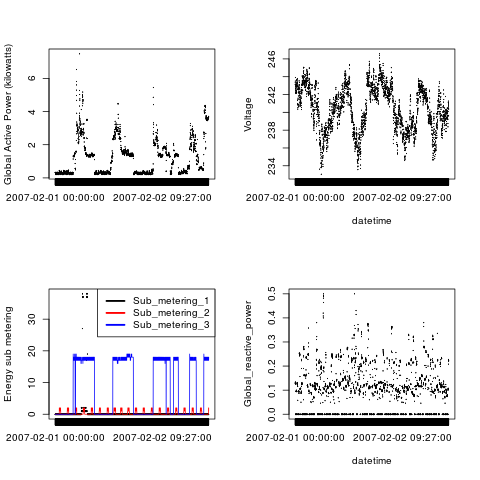 Global Active Power (kilowatts)
0 2 4 6
2007-02-01 00:00:00 2007-02-02 09:27:00
Voltage
234 238 242 246
2007-02-01 00:00:00 2007-02-02 09:27:00
datetime
Energy sub metering
0 10 20 30
Sub_metering_1
Sub_metering_2
Sub_metering_3
2007-02-01 00:00:00 2007-02-02 09:27:00
Global_reactive_power
0.0 0.1 0.2 0.3 0.4 0.5
2007-02-01 00:00:00 2007-02-02 09:27:00
datetime